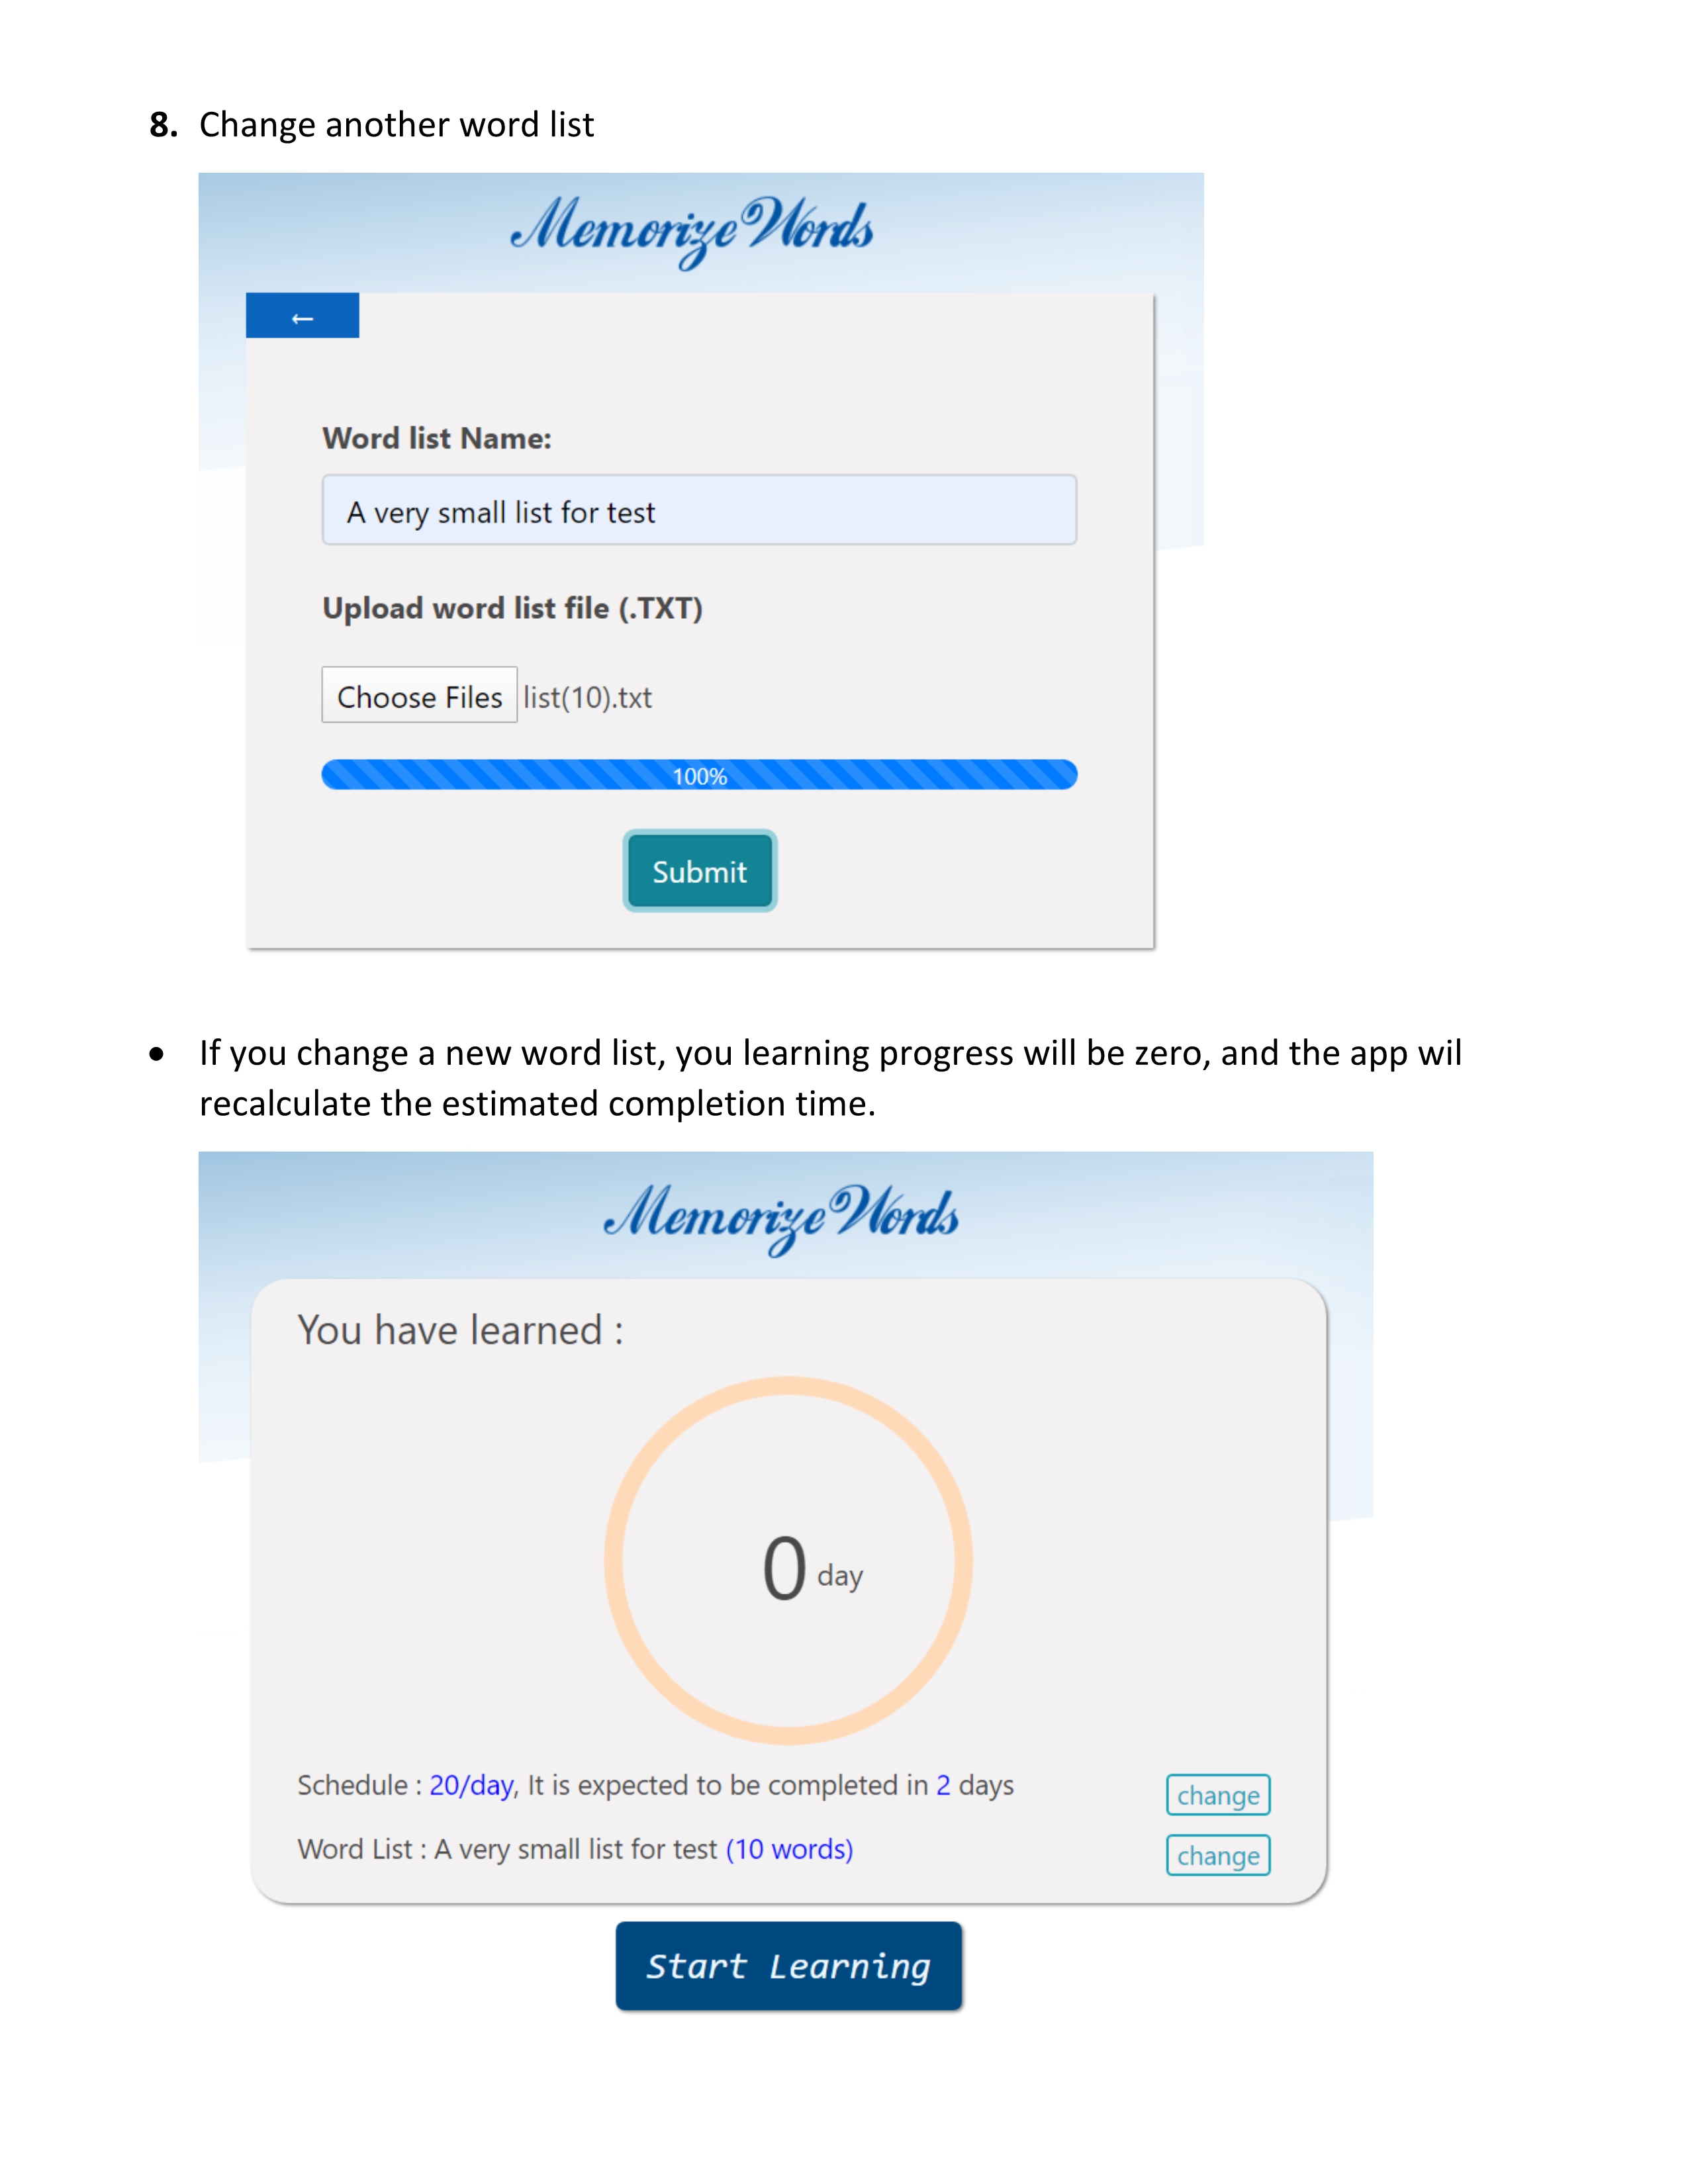 8. Change another word list
Memorize Words
←
Word list Name:
A very small list for test
Upload word list file (.TXT)
Choose Files list(10).txt
100%
Submit
• If you change a new word list, you learning progress will be zero, and the app wil
recalculate the estimated completion time.
Memorize Words
You have learned :
0 day
Schedule : 20/day, It is expected to be completed in 2 days
change
Word List : A very small list for test (10 words)
change
Start Learning